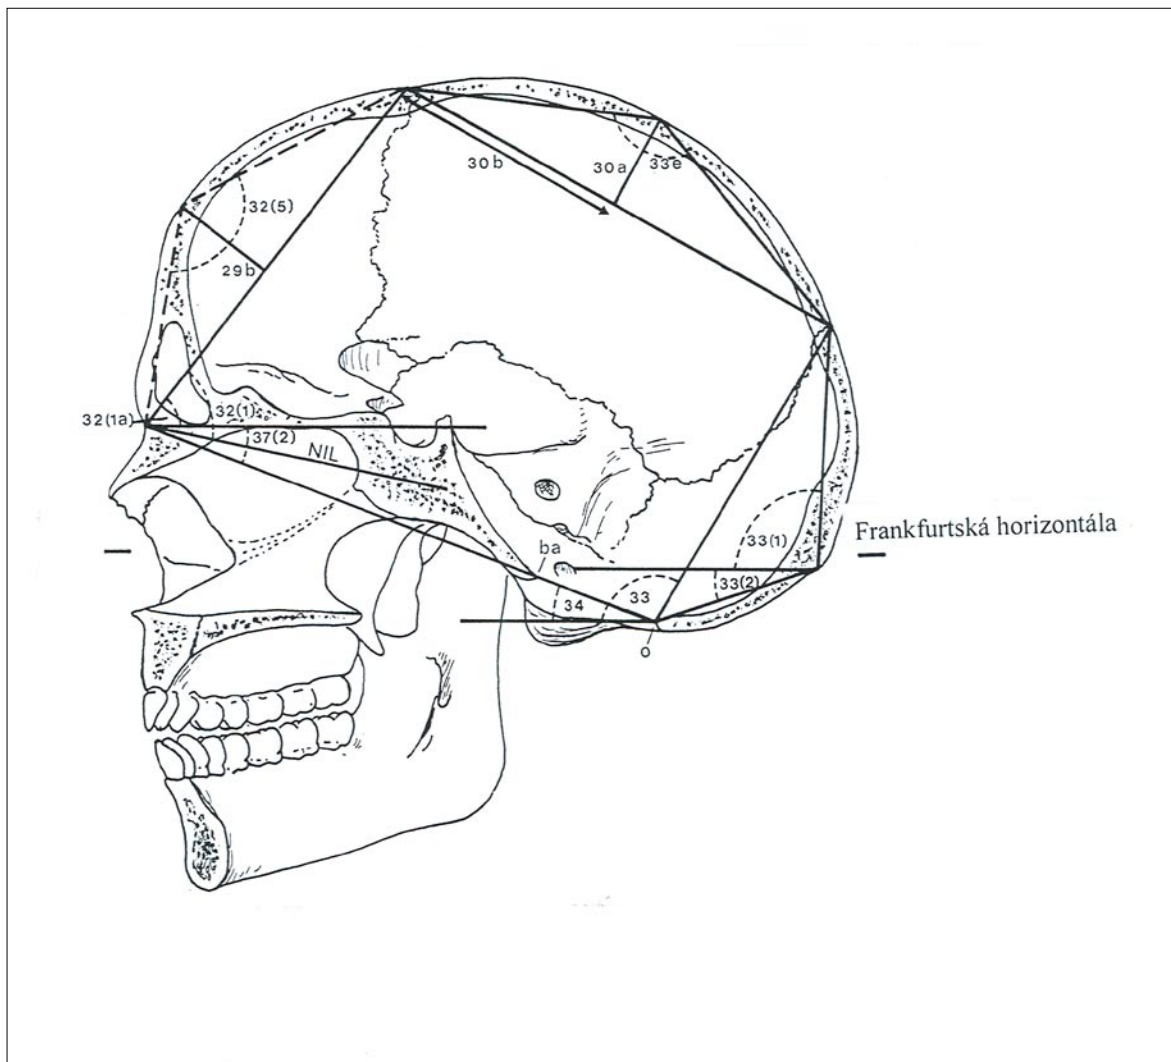 30b
30a
33e
32(5)
29b
32(1a)
32(1)
37(2)
NIL
Frankfurtská horizontála
33(1)
ba
33(2)
34
33
o